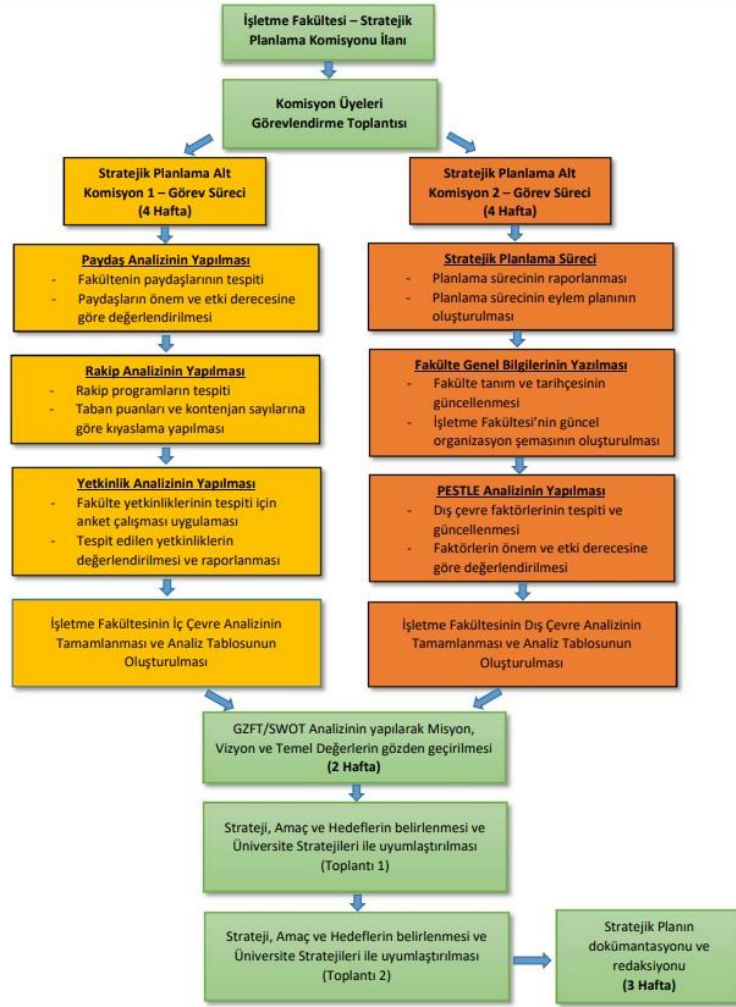 İşletme Fakültesi – Stratejik
Planlama Komisyonu İlanı
Komisyon Üyeleri
Görevlendirme Toplantısı
Stratejik Planlama Alt
Komisyon 1 – Görev Süreci
(4 Hafta)
Paydaş Analizinin Yapılması
- Fakültenin paydaşlarının tespiti
- Paydaşların önem ve etki derecesine
göre değerlendirilmesi
Rakip Analizinin Yapılması
- Rakip programların tespiti
- Taban puanları ve kontenjan sayılarına
göre kıyaslama yapılması
Yetkinlik Analizinin Yapılması
- Fakülte yetkinliklerinin tespiti için
anket çalışması uygulaması
- Tespit edilen yetkinliklerin
değerlendirilmesi ve raporlanması
İşletme Fakültesinin İç Çevre Analizinin
Tamamlanması ve Analiz Tablosunun
Oluşturulması
Stratejik Planlama Alt
Komisyon 2 – Görev Süreci
(4 Hafta)
Stratejik Planlama Süreci
- Planlama sürecinin raporlanması
- Planlama sürecinin eylem planının
oluşturulması
Fakülte Genel Bilgilerinin Yazılması
- Fakülte tanım ve tarihçesinin
güncellenmesi
- İşletme Fakültesi’nin güncel
organizasyon şemasının oluşturulması
PESTLE Analizinin Yapılması
- Dış çevre faktörlerinin tespiti ve
güncellenmesi
- Faktörlerin önem ve etki derecesine
göre değerlendirilmesi
İşletme Fakültesinin Dış Çevre Analizinin
Tamamlanması ve Analiz Tablosunun
Oluşturulması
GZFT/SWOT Analizinin yapılarak Misyon,
Vizyon ve Temel Değerlerin gözden geçirilmesi
(2 Hafta)
Strateji, Amaç ve Hedeflerin belirlenmesi ve
Üniversite Stratejileri ile uyumlaştırılması
(Toplantı 1)
Strateji, Amaç ve Hedeflerin belirlenmesi ve
Üniversite Stratejileri ile uyumlaştırılması
(Toplantı 2)
Stratejik Planın
dokümantasyonu ve
redaksiyonu
(3 Hafta)